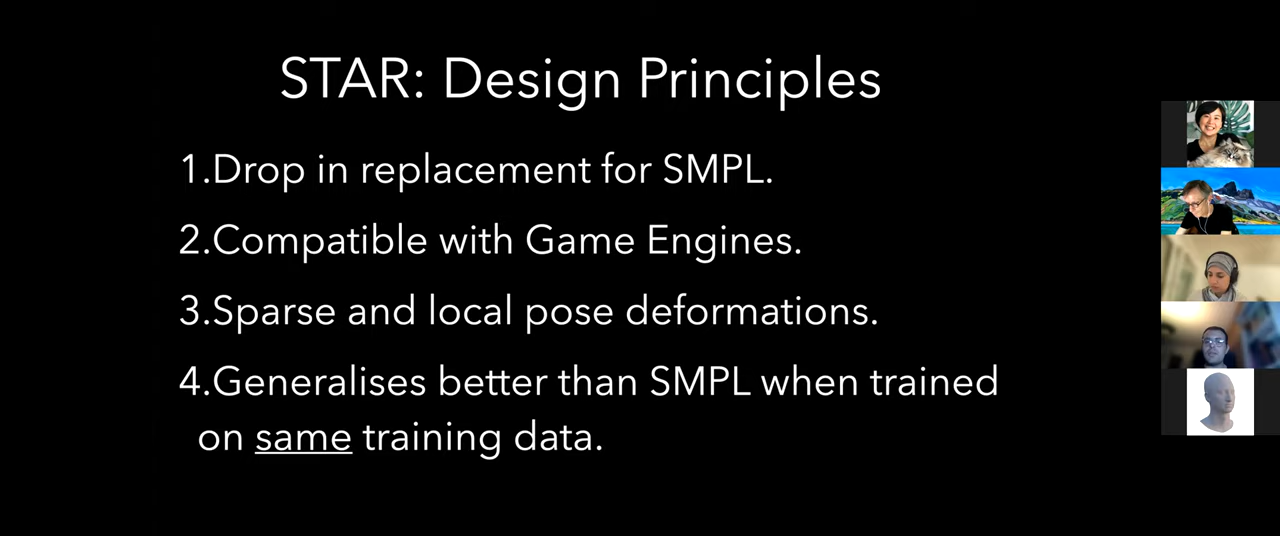 STAR: Design Principles
1.Drop in replacement for SMPL.
2.Compatible with Game Engines.
3.Sparse and local pose deformations.
4.Generalises better than SMPL when trained
on same training data.